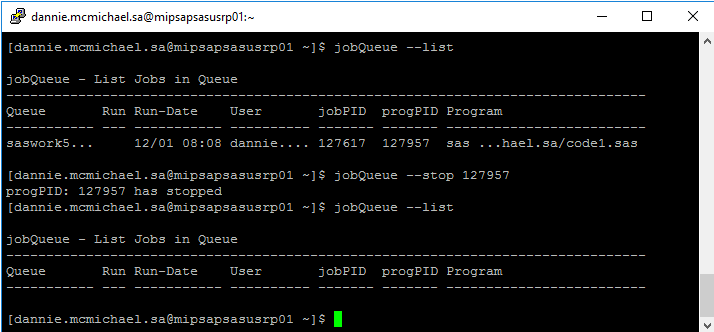 dannie.mcmichael.sa@mipsapsasusrp01:~
[dannie.mcmichael.sa@mipsapsasusrp01 ~]$ jobQueue --list
jobQueue - List Jobs in Queue
--------------------------------------------------------------------------------
Queue       Run Run-Date    User       jobPID  progPID Program
----------- --- ----------- ---------- ------- ------- -------------------------
saswork5...     12/01 08:08 dannie.... 127617  127957  sas ...hael.sa/code1.sas
[dannie.mcmichael.sa@mipsapsasusrp01 ~]$ jobQueue --stop 127957
progPID: 127957 has stopped
[dannie.mcmichael.sa@mipsapsasusrp01 ~]$ jobQueue --list
jobQueue - List Jobs in Queue
--------------------------------------------------------------------------------
Queue       Run Run-Date    User       jobPID  progPID Program
----------- --- ----------- ---------- ------- ------- -------------------------
[dannie.mcmichael.sa@mipsapsasusrp01 ~]$